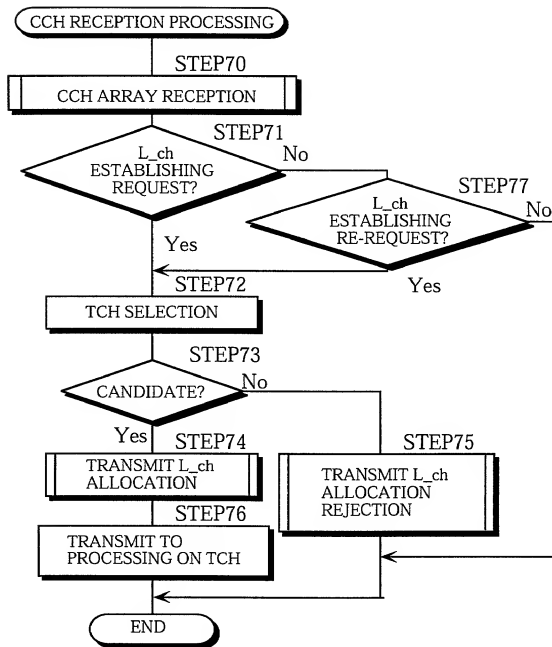 CCH RECEPTION PROCESSING
STEP70
CCH ARRAY RECEPTION
STEP71
L_ch
ESTABLISHING
REQUEST?
No
STEP77
L_ch
ESTABLISHING
RE-REQUEST?
No
Yes
Yes
STEP72
TCH SELECTION
STEP73
CANDIDATE?
No
Yes
STEP74
TRANSMIT L_ch
ALLOCATION
STEP75
TRANSMIT L_ch
ALLOCATION
REJECTION
STEP76
TRANSMIT TO
PROCESSING ON TCH
END